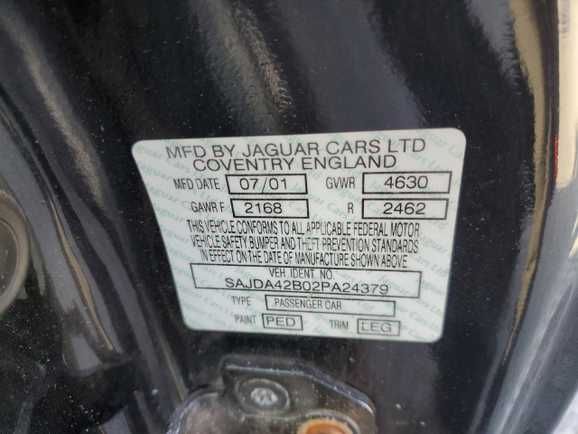 MFD BY JAGUAR CARS LTD
COVENTRY ENGLAND
MFD DATE 07/01 GVWR 4630
GAWR F 2168 R 2462
THIS VEHICLE CONFORMS TO ALL APPLICABLE FEDERAL MOTOR
VEHICLE SAFETY BUMPER AND THEFT PREVENTION STANDARDS
IN EFFECT ON THE DATE OF MANUFACTURE SHOWN ABOVE
VEH IDENT. NO.
SAJDA42B02PA24379
TYPE PASSENGER CAR
PAINT PED TRIM LEG